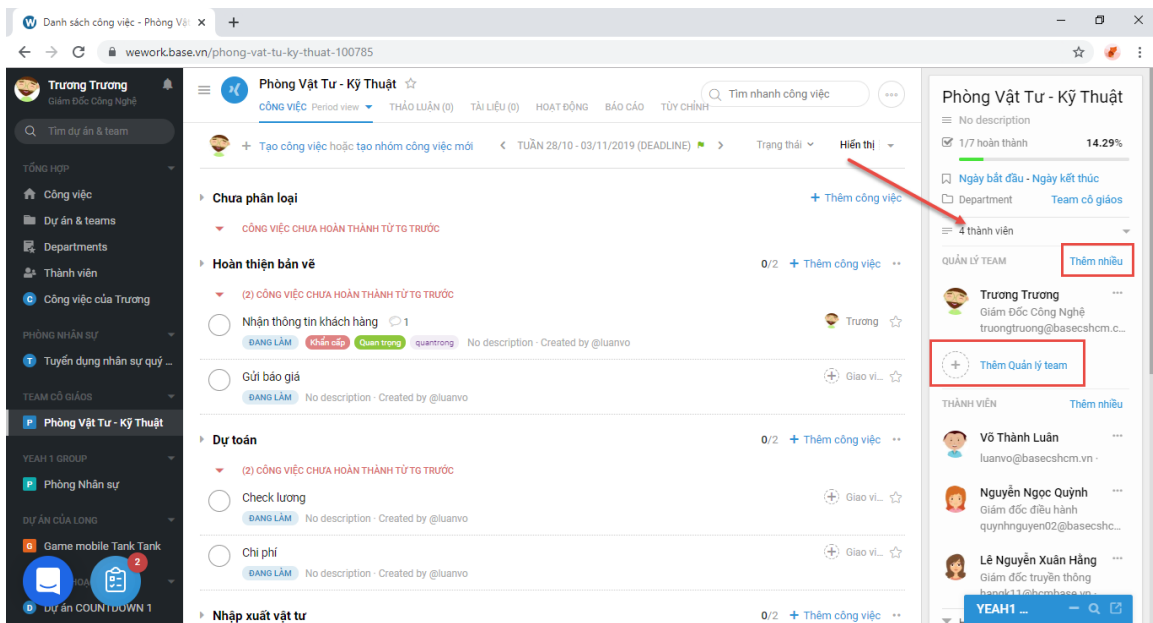 Danh sách công việc - Phòng Vật
wework.base.vn/phong-vat-tu-ky-thuat-100785
Trương Trương
Giám Đốc Công Nghệ
Tìm dự án & team
TỔNG HỢP
Công việc
Dự án & teams
Departments
Thành viên
Công việc của Trương
PHÒNG NHÂN SỰ
Tuyển dụng nhân sự quý ...
TEAM CÔ GIÁOS
Phòng Vật Tư - Kỹ Thuật
YEAH 1 GROUP
Phòng Nhân sự
DỰ ÁN CỦA LONG
Game mobile Tank Tank
2
Dự án COUNTDOWN 1
Phòng Vật Tư - Kỹ Thuật
CÔNG VIỆC Period view THẢO LUẬN (0) TÀI LIỆU (0) HOẠT ĐỘNG BÁO CÁO TÙY CHỈNH
Tìm nhanh công việc
+ Tạo công việc hoặc tạo nhóm công việc mới < TUẦN 28/10 - 03/11/2019 (DEADLINE) > Trạng thái Hiển thị
Chưa phân loại + Thêm công việc
CÔNG VIỆC CHƯA HOÀN THÀNH TỪ TG TRƯỚC
Hoàn thiện bản vẽ 0/2 + Thêm công việc
(2) CÔNG VIỆC CHƯA HOÀN THÀNH TỪ TG TRƯỚC
Nhận thông tin khách hàng 1 Trương
ĐANG LÀM Khẩn cấp Quan trọng quantrong No description · Created by @luanvo
Gửi báo giá Giao vi...
ĐANG LÀM No description · Created by @luanvo
Dự toán 0/2 + Thêm công việc
(2) CÔNG VIỆC CHƯA HOÀN THÀNH TỪ TG TRƯỚC
Check lương Giao vi...
ĐANG LÀM No description · Created by @luanvo
Chi phí Giao vi...
ĐANG LÀM No description · Created by @luanvo
Nhập xuất vật tư 0/2 + Thêm công việc
Phòng Vật Tư - Kỹ Thuật
No description
1/7 hoàn thành 14.29%
Ngày bắt đầu - Ngày kết thúc
Department Team cô giáos
4 thành viên
QUẢN LÝ TEAM Thêm nhiều
Trương Trương
Giám Đốc Công Nghệ
truongtruong@basecshcm.c...
Thêm Quản lý team
THÀNH VIÊN Thêm nhiều
Võ Thành Luân
luanvo@basecshcm.vn ·
Nguyễn Ngọc Quỳnh
Giám đốc điều hành
quynhnguyen02@basecshc...
Lê Nguyễn Xuân Hằng
Giám đốc truyền thông
hangk11@hcmbase.vn ·
YEAH1 ...